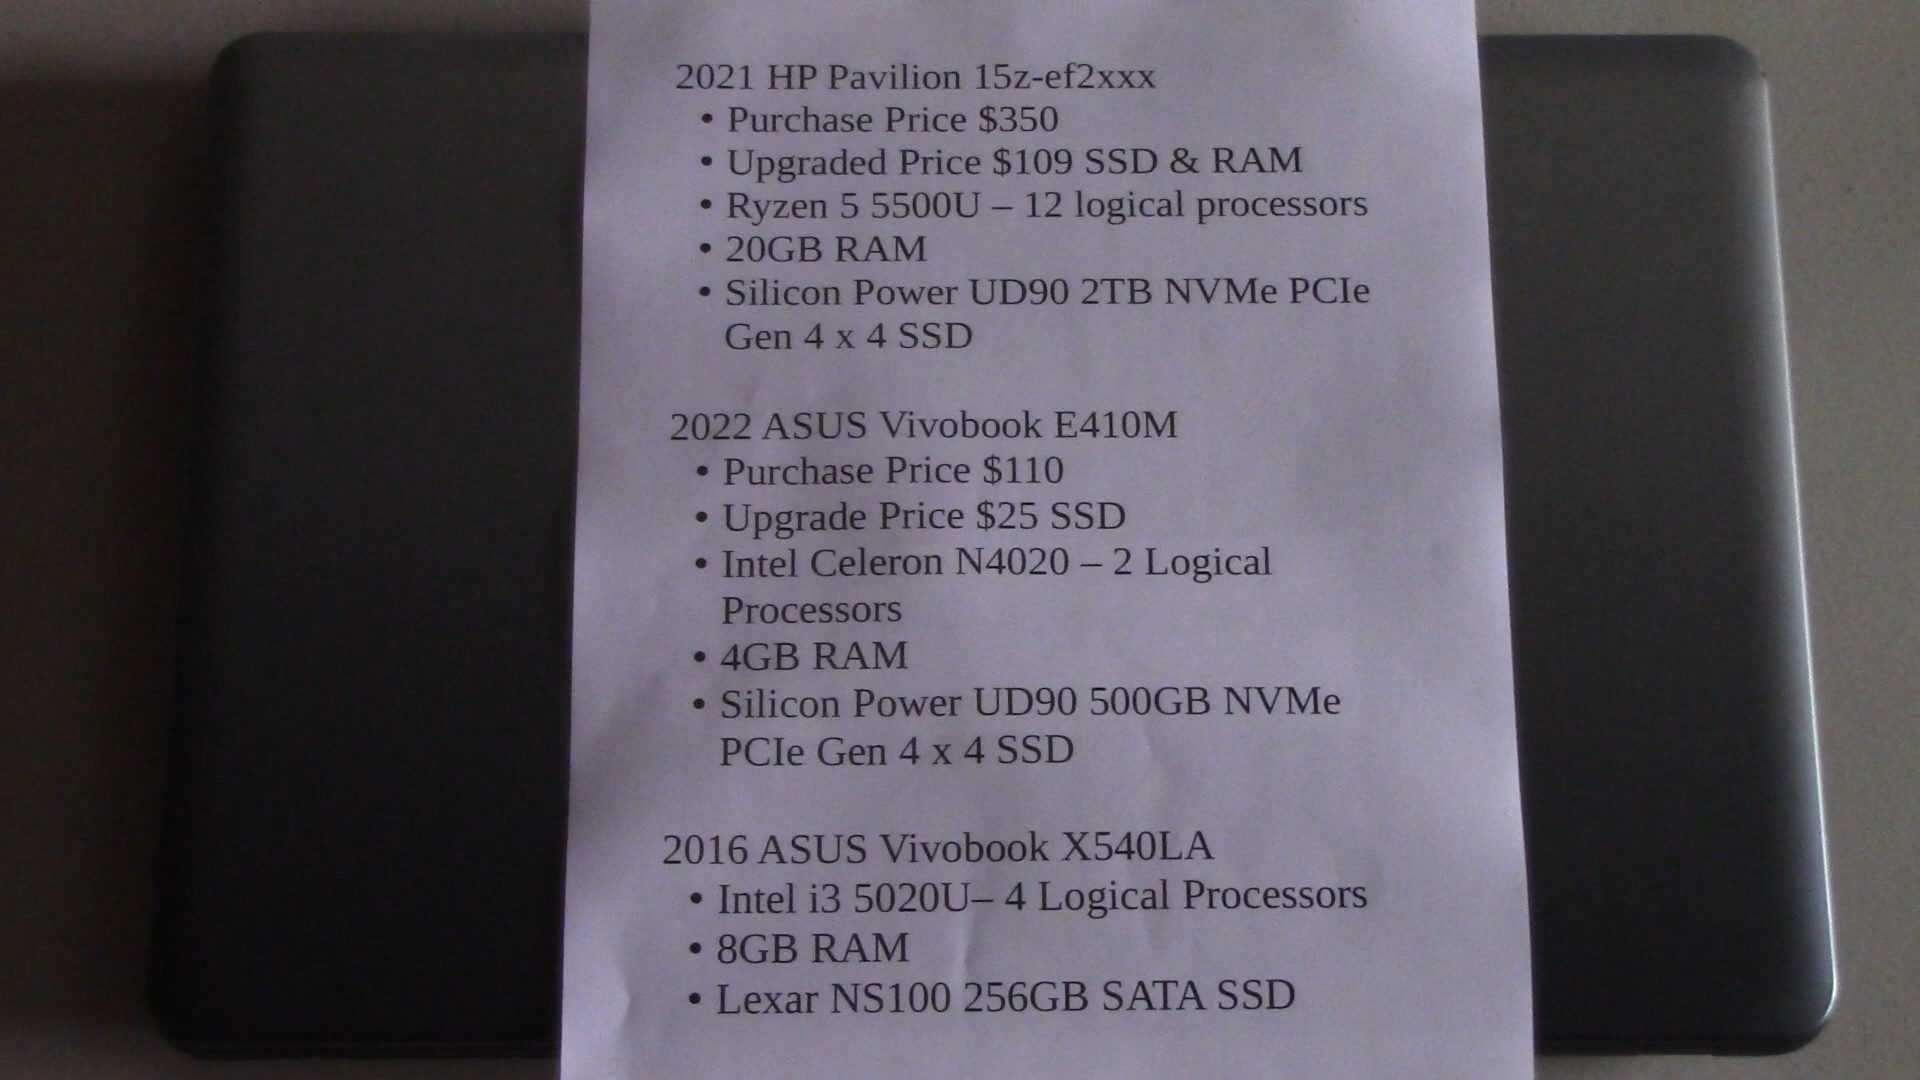 2021 HP Pavilion 15z-ef2xxx
• Purchase Price $350
• Upgraded Price $109 SSD & RAM
• Ryzen 5 5500U – 12 logical processors
• 20GB RAM
• Silicon Power UD90 2TB NVMe PCIe
Gen 4 x 4 SSD
2022 ASUS Vivobook E410M
• Purchase Price $110
• Upgrade Price $25 SSD
• Intel Celeron N4020 – 2 Logical
Processors
• 4GB RAM
• Silicon Power UD90 500GB NVMe
PCIe Gen 4 x 4 SSD
2016 ASUS Vivobook X540LA
• Intel i3 5020U– 4 Logical Processors
• 8GB RAM
• Lexar NS100 256GB SATA SSD